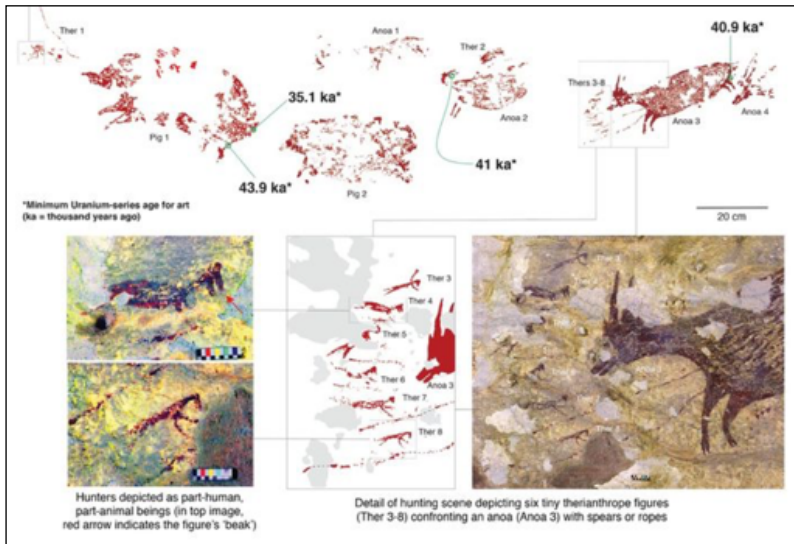 Ther 1
Anoa 1
Ther 2
40.9 ka*
Thers 3-8
35.1 ka*
Anoa 4
Anoa 3
Pig 1
Anoa 2
41 ka*
43.9 ka*
Pig 2
*Minimum Uranium-series age for art
(ka = thousand years ago)
20 cm
Ther 3
Ther 4
Ther 5
Ther 6
Anoa 3
Ther 7
Ther 8
Hunters depicted as part-human,
part-animal beings (in top image,
red arrow indicates the figure's 'beak')
Detail of hunting scene depicting six tiny therianthrope figures
(Ther 3-8) confronting an anoa (Anoa 3) with spears or ropes